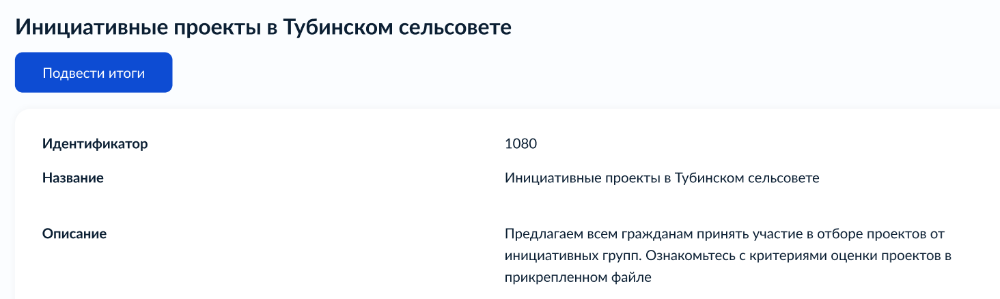 Инициативные проекты в Тубинском сельсовете
Подвести итоги
Идентификатор 1080
Название Инициативные проекты в Тубинском сельсовете
Описание Предлагаем всем гражданам принять участие в отборе проектов от
инициативных групп. Ознакомьтесь с критериями оценки проектов в
прикрепленном файле